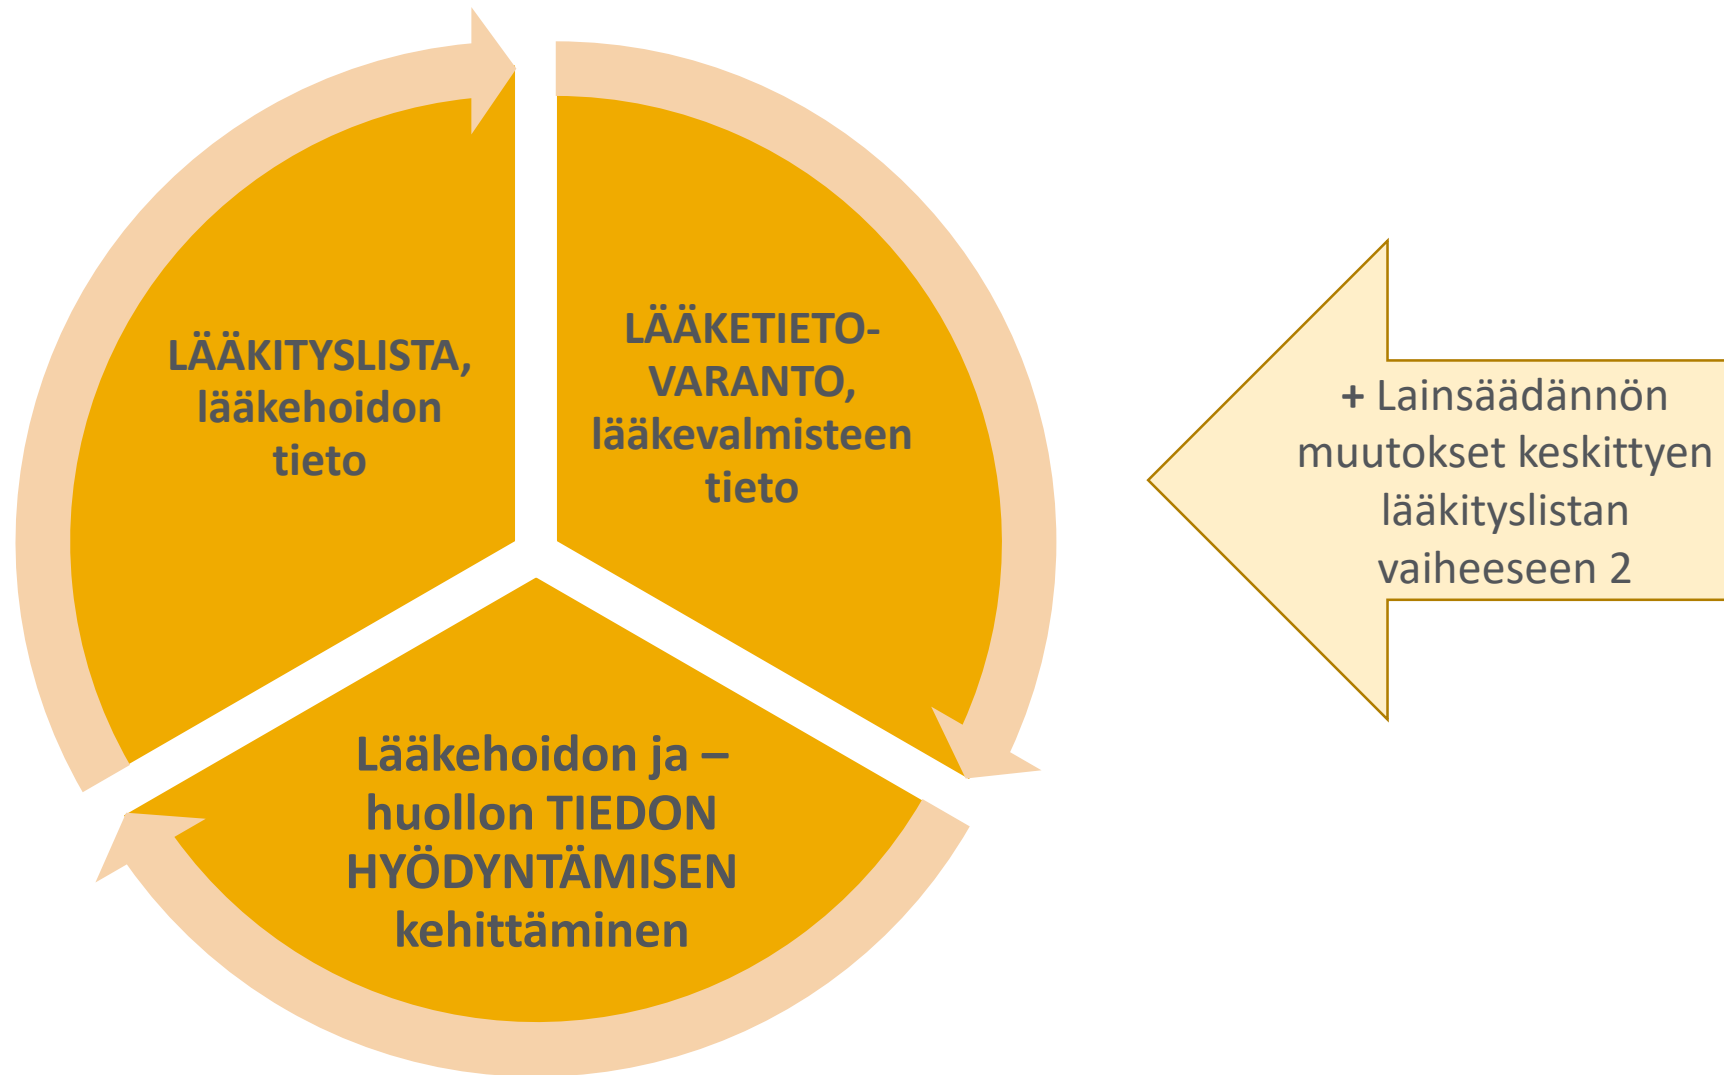 LÄÄKITYSLISTA,
lääkehoidon
tieto
LÄÄKETIETO-
VARANTO,
lääkevalmisteen
tieto
Lääkehoidon ja –
huollon TIEDON
HYÖDYNTÄMISEN
kehittäminen
+ Lainsäädännön
muutokset keskittyen
lääkityslistan
vaiheeseen 2